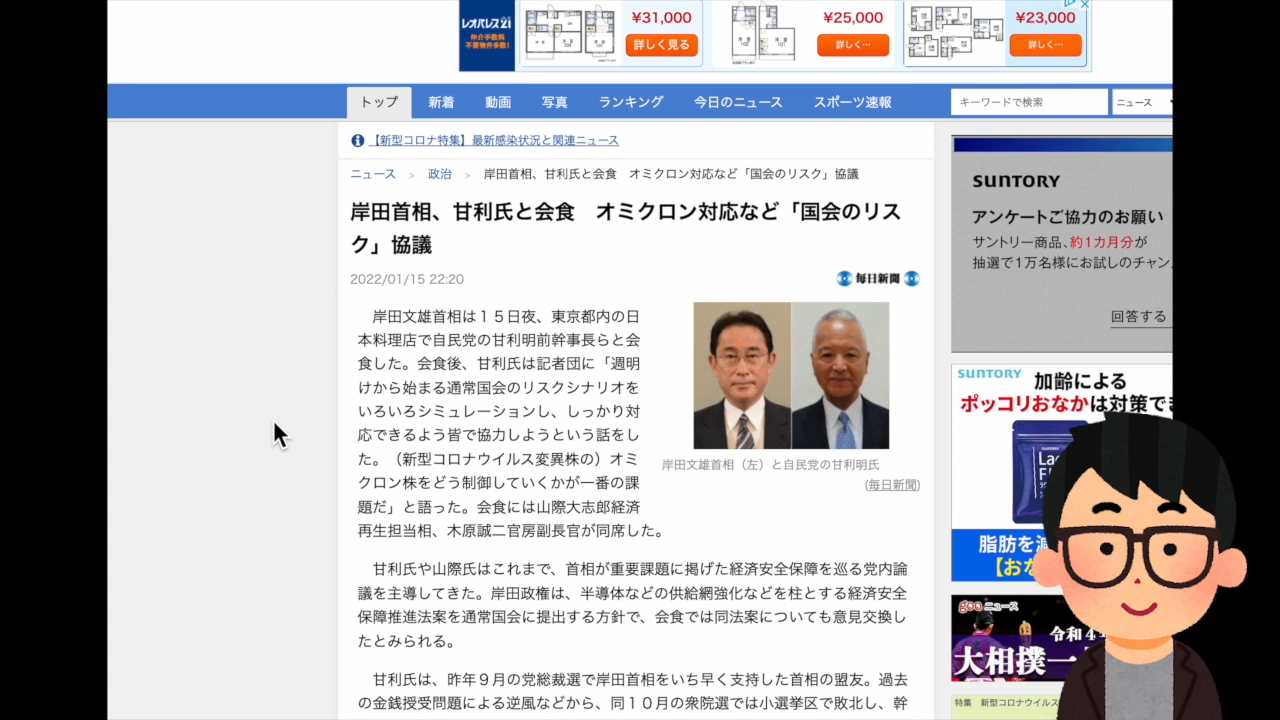 レオパレス21
仲介手数料
不要物件多数!
¥31,000
詳しく見る
¥25,000
詳しく…
¥23,000
詳しく…
トップ
新着
動画
写真
ランキング
今日のニュース
スポーツ速報
キーワードで検索
ニュース
【新型コロナ特集】最新感染状況と関連ニュース
ニュース > 政治 > 岸田首相、甘利氏と会食 オミクロン対応など「国会のリスク」協議
岸田首相、甘利氏と会食 オミクロン対応など「国会のリス
ク」協議
2022/01/15 22:20
毎日新聞
岸田文雄首相は１５日夜、東京都内の日
本料理店で自民党の甘利明前幹事長らと会
食した。会食後、甘利氏は記者団に「週明
けから始まる通常国会のリスクシナリオを
いろいろシミュレーションし、しっかり対
応できるよう皆で協力しようという話をし
た。（新型コロナウイルス変異株の）オミ
クロン株をどう制御していくかが一番の課
題だ」と語った。会食には山際大志郎経済
再生担当相、木原誠二官房副長官が同席した。
岸田文雄首相（左）と自民党の甘利明氏
(毎日新聞)
甘利氏や山際氏はこれまで、首相が重要課題に掲げた経済安全保障を巡る党内論
議を主導してきた。岸田政権は、半導体などの供給網強化などを柱とする経済安全
保障推進法案を通常国会に提出する方針で、会食では同法案についても意見交換し
たとみられる。
甘利氏は、昨年９月の党総裁選で岸田首相をいち早く支持した首相の盟友。過去
の金銭授受問題による逆風などから、同１０月の衆院選では小選挙区で敗北し、幹
SUNTORY
アンケートご協力のお願い
サントリー商品、約1カ月分が
抽選で1万名様にお試しのチャン
回答する
SUNTORY
加齢による
ポッコリおなかは対策でき
Lac
F
脂肪を減
【おな
goo ニュース
令和4年
大相撲一
特集 新型コロナウイルス